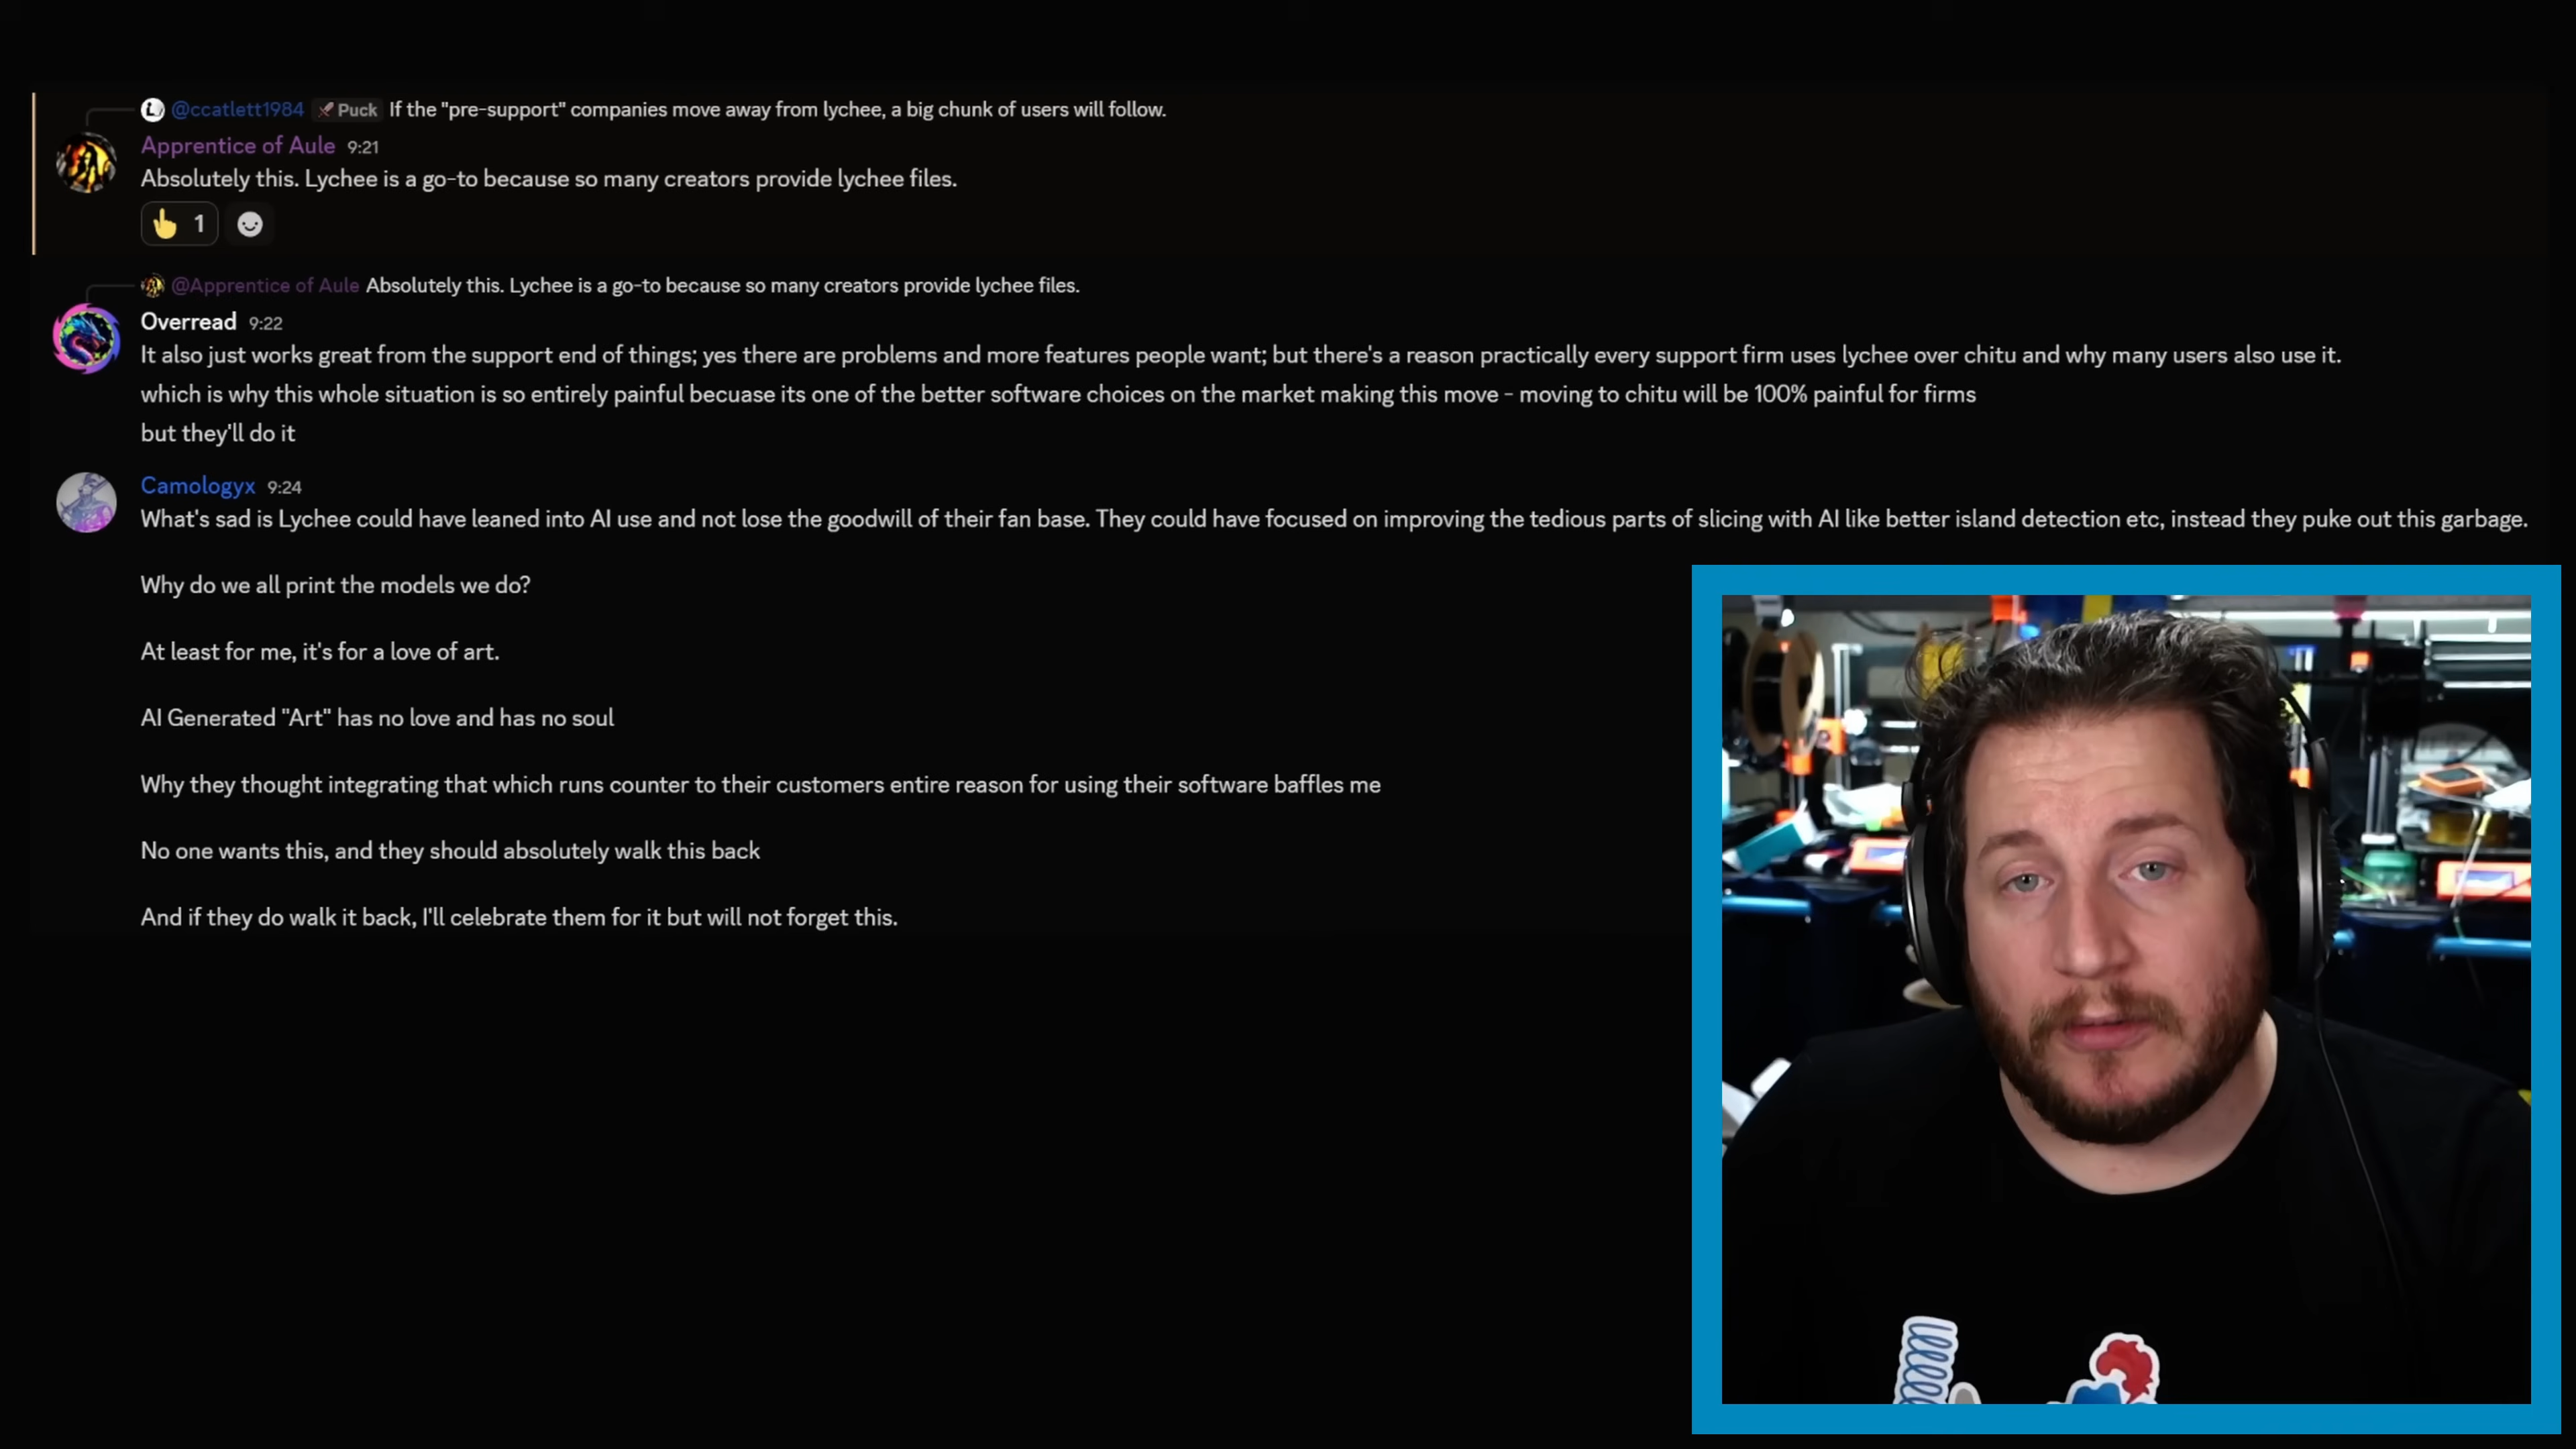 @ccatlett1984 Puck If the "pre-support" companies move away from lychee, a big chunk of users will follow.
Apprentice of Aule 9:21
Absolutely this. Lychee is a go-to because so many creators provide lychee files.
1
@Apprentice of Aule Absolutely this. Lychee is a go-to because so many creators provide lychee files.
Overread 9:22
It also just works great from the support end of things; yes there are problems and more features people want; but there's a reason practically every support firm uses lychee over chitu and why many users also use it.
which is why this whole situation is so entirely painful becuase its one of the better software choices on the market making this move - moving to chitu will be 100% painful for firms
but they'll do it
Camologyx 9:24
What's sad is Lychee could have leaned into AI use and not lose the goodwill of their fan base. They could have focused on improving the tedious parts of slicing with AI like better island detection etc, instead they puke out this garbage.
Why do we all print the models we do?
At least for me, it's for a love of art.
AI Generated "Art" has no love and has no soul
Why they thought integrating that which runs counter to their customers entire reason for using their software baffles me
No one wants this, and they should absolutely walk this back
And if they do walk it back, I'll celebrate them for it but will not forget this.